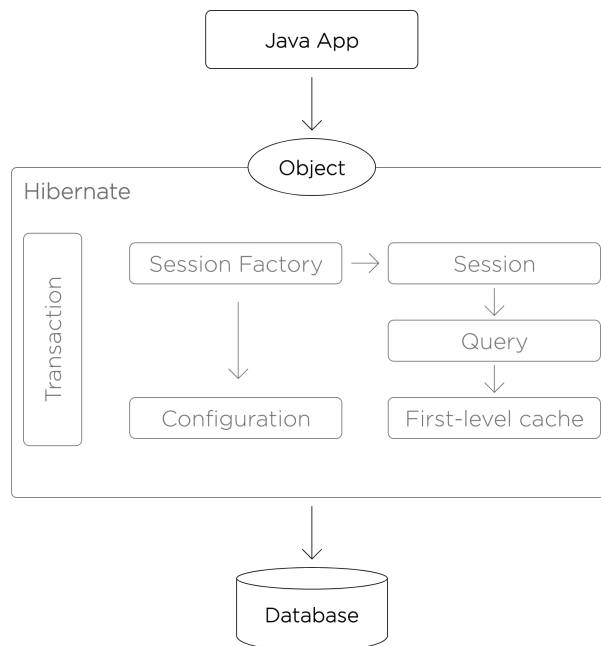 Java App
Object
Hibernate
Transaction
Session Factory
Session
Query
Configuration
First-level cache
Database